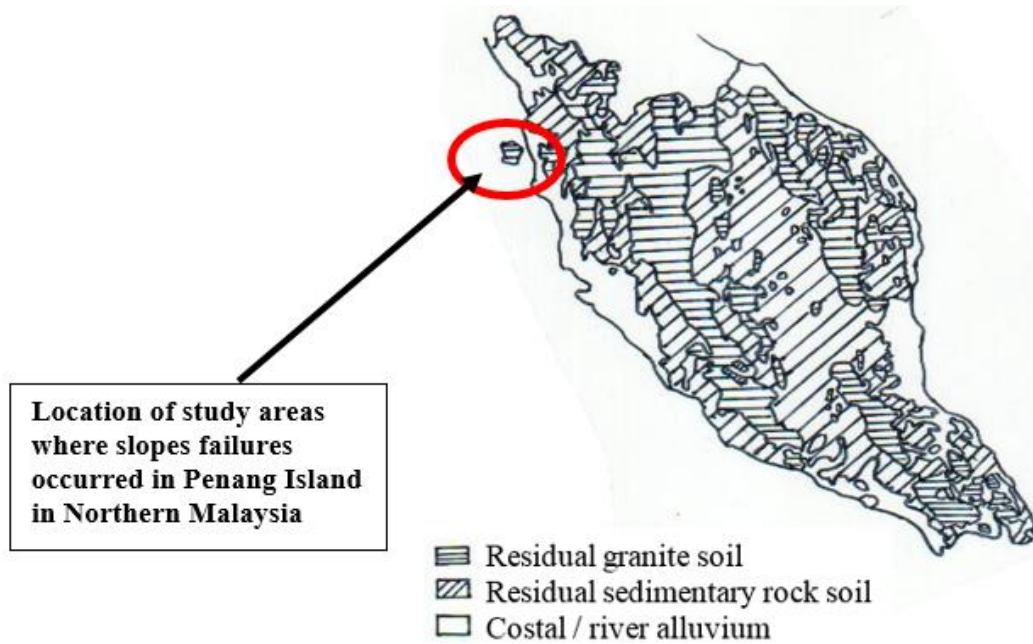 Location of study areas
where slopes failures
occurred in Penang Island
in Northern Malaysia
Residual granite soil
Residual sedimentary rock soil
Costal / river alluvium